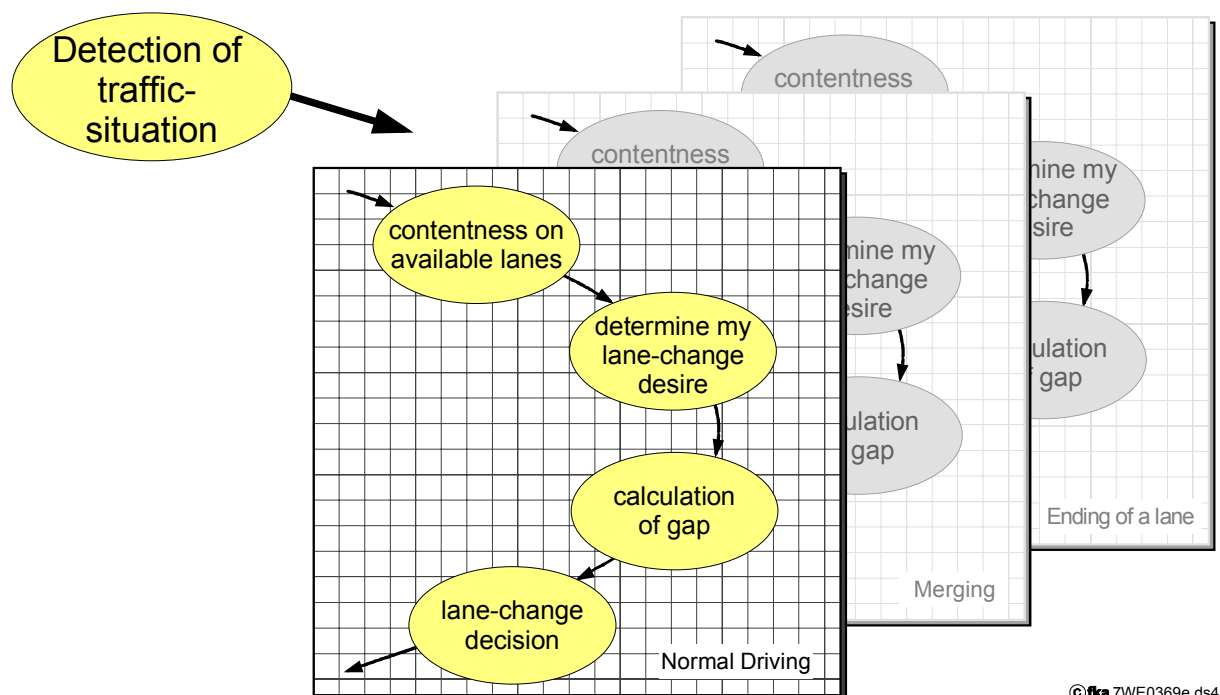 Detection of
traffic-
situation
contentness on
available lanes
determine my
lane-change
desire
calculation
of gap
lane-change
decision
Normal Driving
contentness
mine my
change
sire
ulation
gap
Merging
contentness
mine my
change
sire
ulation
gap
Ending of a lane
© fka 7WE0369e.ds4